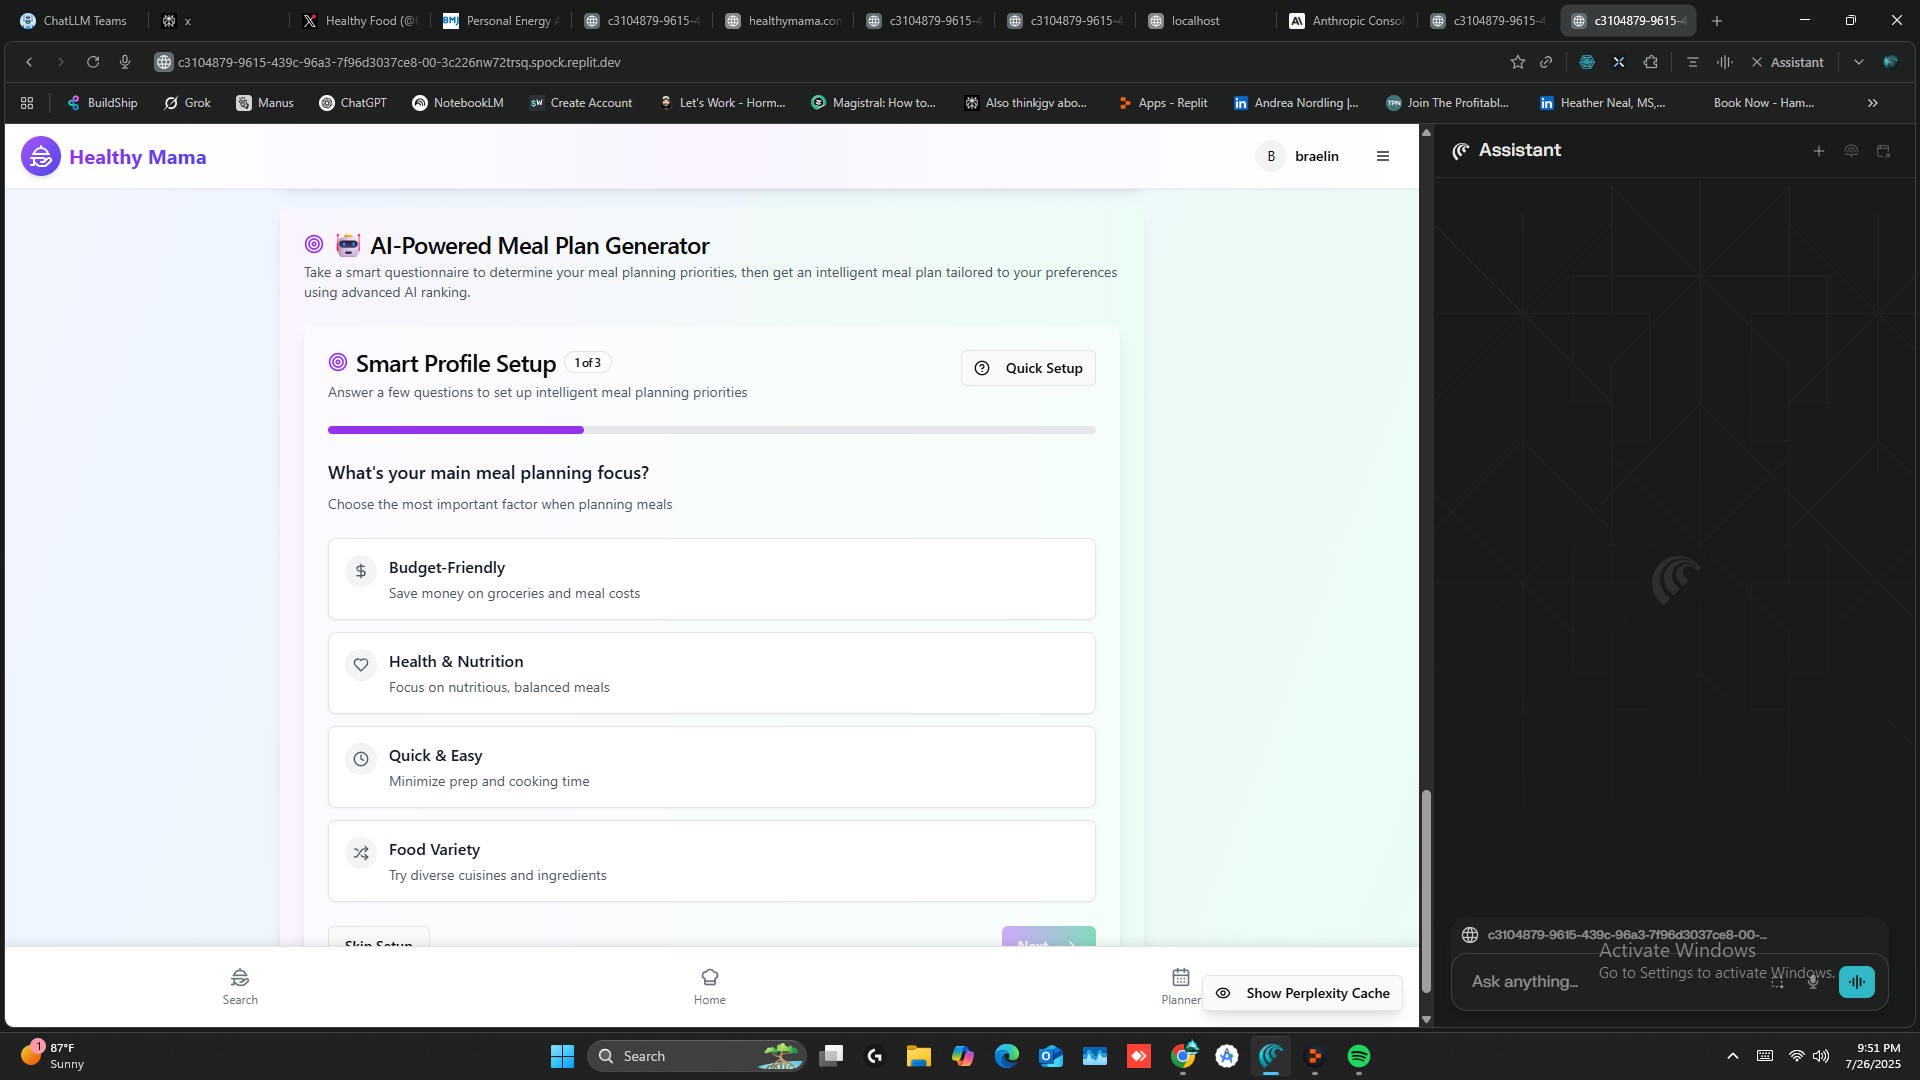 ChatLLM Teams
x
Healthy Food (@f
BMJ Personal Energy A
c3104879-9615-4
healthymama.com
c3104879-9615-4
c3104879-9615-4
localhost
Anthropic Consol
c3104879-9615-4
c3104879-9615-4
c3104879-9615-439c-96a3-7f96d3037ce8-00-3c226nw72trsq.spock.replit.dev
Assistant
BuildShip
Grok
Manus
ChatGPT
NotebookLM
$W Create Account
Let's Work - Horm...
Magistral: How to...
Also thinkjgv abo...
Apps - Replit
Andrea Nordling |...
TPN Join The Profitabl...
Heather Neal, MS,...
Book Now - Ham...
Healthy Mama
B braelin
AI-Powered Meal Plan Generator
Take a smart questionnaire to determine your meal planning priorities, then get an intelligent meal plan tailored to your preferences
using advanced AI ranking.
Smart Profile Setup 1 of 3
Quick Setup
Answer a few questions to set up intelligent meal planning priorities
What's your main meal planning focus?
Choose the most important factor when planning meals
Budget-Friendly
Save money on groceries and meal costs
Health & Nutrition
Focus on nutritious, balanced meals
Quick & Easy
Minimize prep and cooking time
Food Variety
Try diverse cuisines and ingredients
Skip Setup
Next
Search
Home
Planner
Show Perplexity Cache
Assistant
c3104879-9615-439c-96a3-7f96d3037ce8-00-...
Activate Windows
Go to Settings to activate Windows.
Ask anything...
1
87°F
Sunny
Search
9:51 PM
7/26/2025